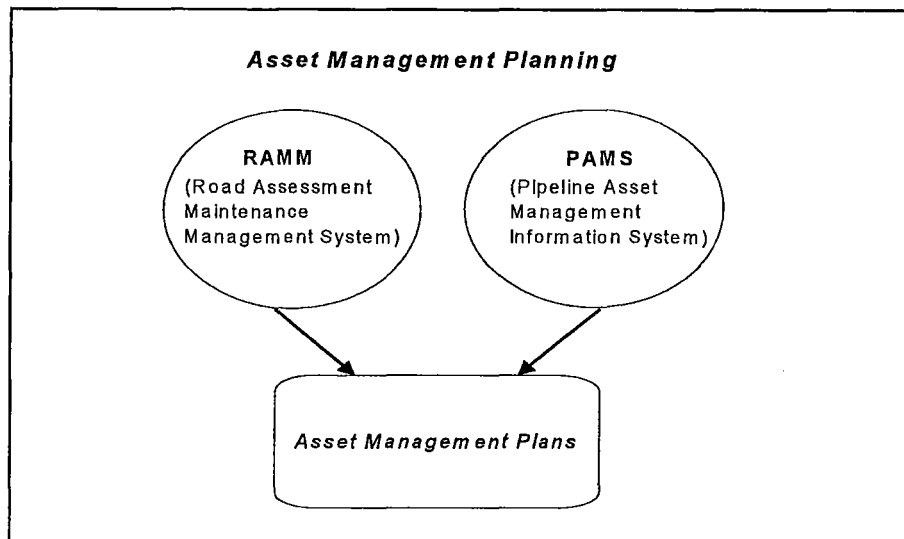 Asset Management Planning
RAMM
(Road Assessment
Maintenance
Management System)
PAMS
(Pipeline Asset
Management
Information System)
Asset Management Plans